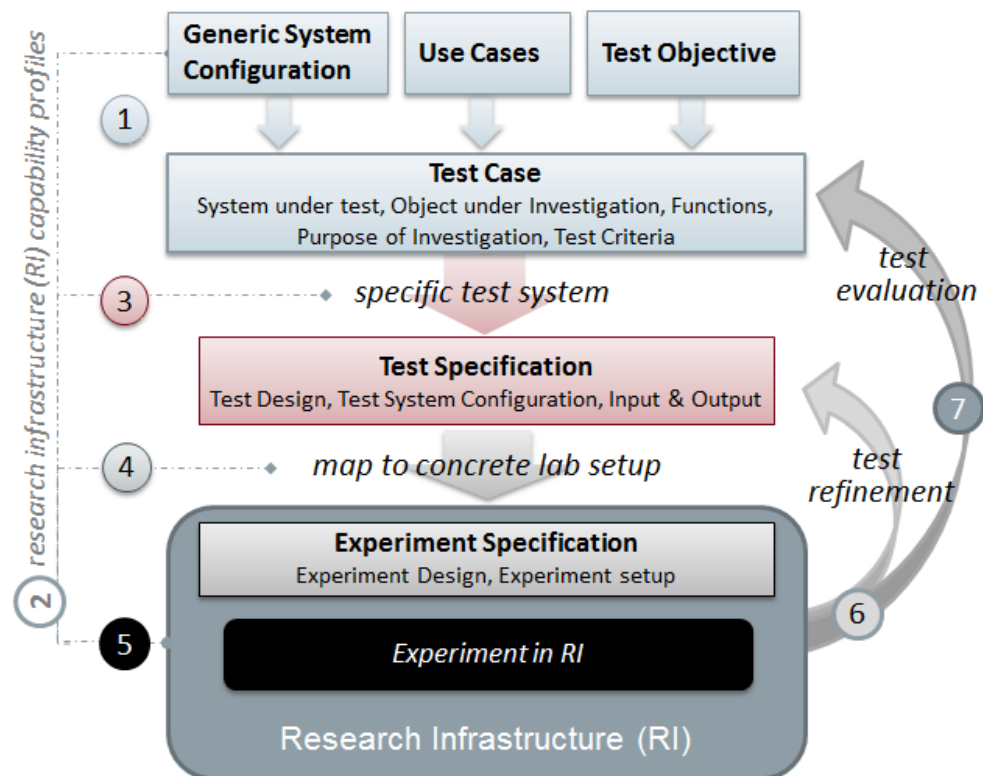 Generic System
Configuration
Use Cases
Test Objective
1
Test Case
System under test, Object under Investigation, Functions,
Purpose of Investigation, Test Criteria
research infrastructure (RI) capability profiles
2
3
specific test system
test
evaluation
Test Specification
Test Design, Test System Configuration, Input & Output
7
4
map to concrete lab setup
test
refinement
Experiment Specification
Experiment Design, Experiment setup
6
5
Experiment in RI
Research Infrastructure (RI)